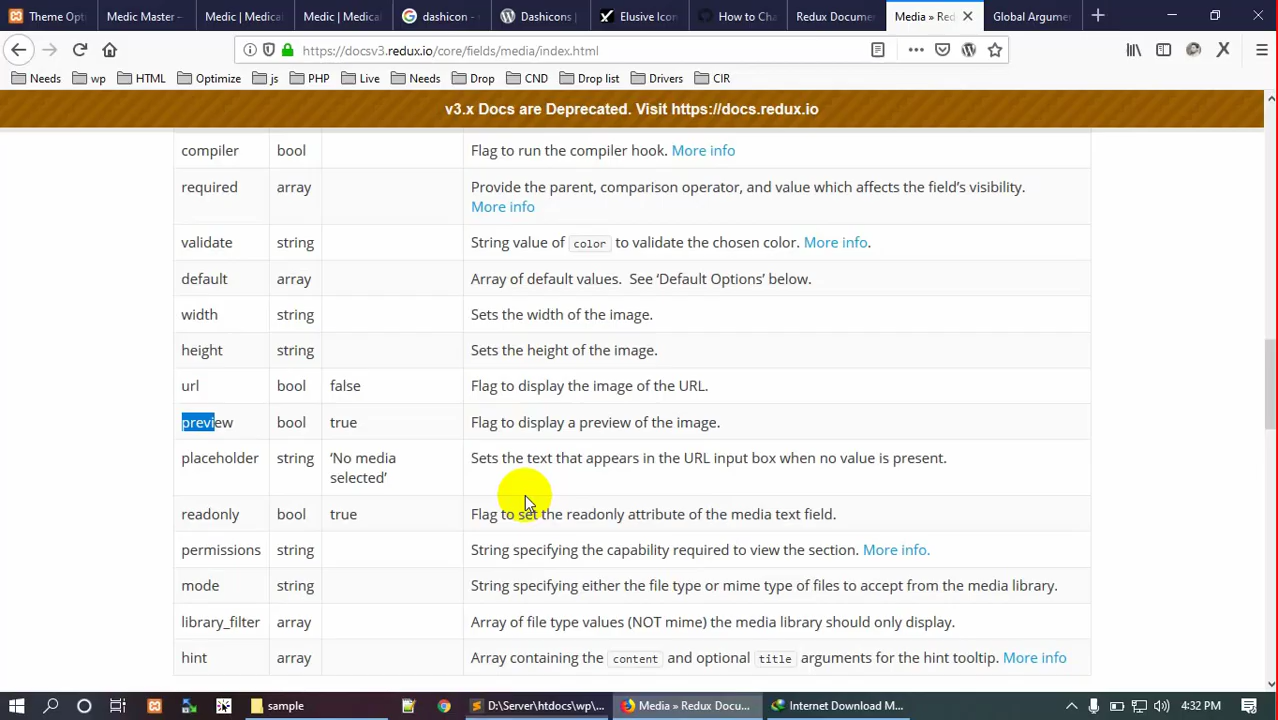 Theme Opti
Medic Master –
Medic | Medical
Medic | Medical
dashicon -
Dashicons |
Elusive Icon
How to Cha
Redux Documen
Media » Red
Global Argumen
https://docsv3.redux.io/core/fields/media/index.html
Needs
wp
HTML
Optimize
js
PHP
Live
Needs
Drop
CND
Drop list
Drivers
CIR
v3.x Docs are Deprecated. Visit https://docs.redux.io
compiler bool Flag to run the compiler hook. More info
required array Provide the parent, comparison operator, and value which affects the field’s visibility.
More info
validate string String value of color to validate the chosen color. More info.
default array Array of default values. See ‘Default Options’ below.
width string Sets the width of the image.
height string Sets the height of the image.
url bool false Flag to display the image of the URL.
preview bool true Flag to display a preview of the image.
placeholder string ‘No media Sets the text that appears in the URL input box when no value is present.
selected’
readonly bool true Flag to set the readonly attribute of the media text field.
permissions string String specifying the capability required to view the section. More info.
mode string String specifying either the file type or mime type of files to accept from the media library.
library_filter array Array of file type values (NOT mime) the media library should only display.
hint array Array containing the content and optional title arguments for the hint tooltip. More info
sample
D:\Server\htdocs\wp\...
Media » Redux Docu...
Internet Download M...
4:32 PM